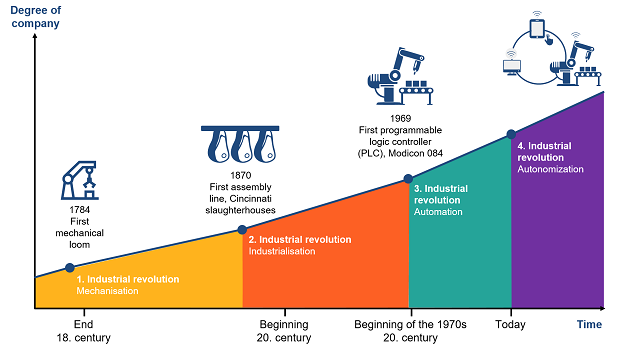 Degree of
company
1784
First
mechanical
loom
1870
First assembly
line, Cincinnati
slaughterhouses
1969
First programmable
logic controller
(PLC), Modicon 084
1. Industrial revolution
Mechanisation
2. Industrial revolution
Industrialisation
3. Industrial
revolution
Automation
4. Industrial
revolution
Autonomization
End
18. century
Beginning
20. century
Beginning of the 1970s
20. century
Today
Time